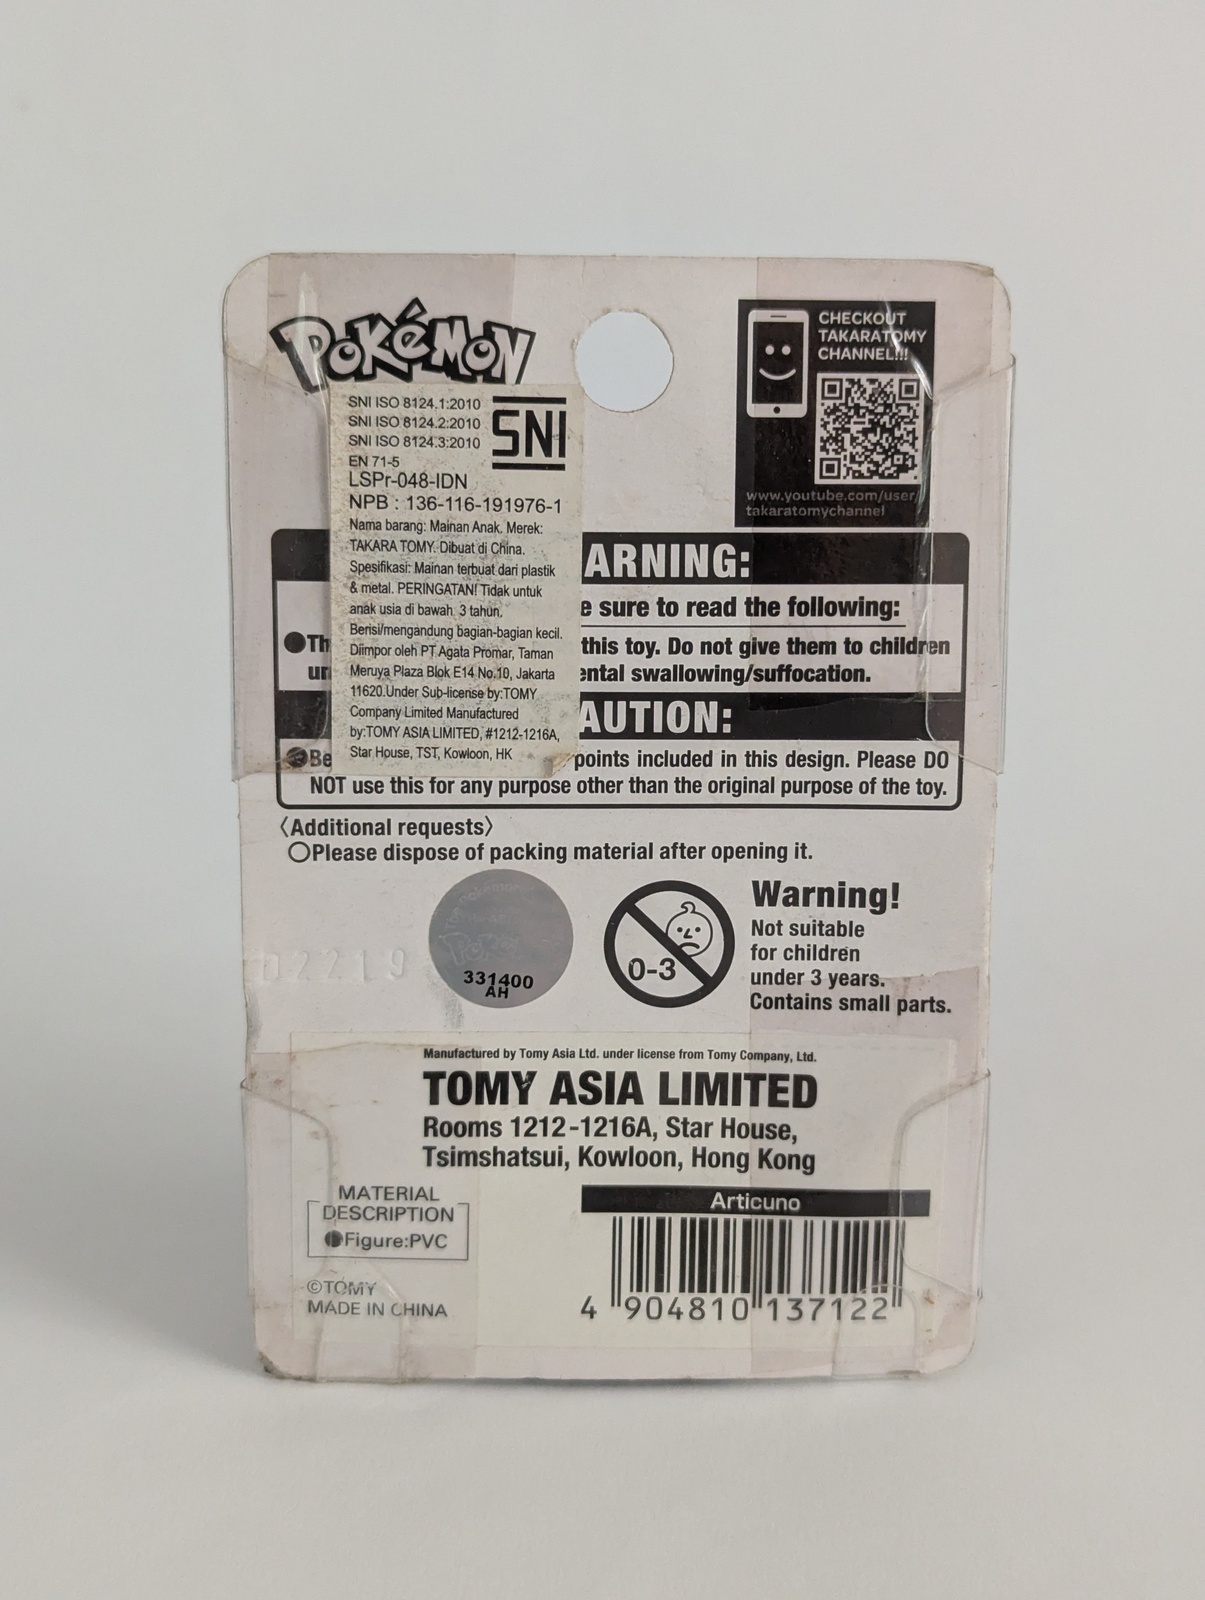 POKéMON
CHECKOUT
TAKARATOMY
CHANNEL!!!
www.youtube.com/user/
takaratomychannel
SNI ISO 8124.1:2010
SNI ISO 8124.2:2010
SNI ISO 8124.3:2010
SNI
EN 71-5
LSPr-048-IDN
NPB : 136-116-191976-1
Nama barang: Mainan Anak. Merek:
TAKARA TOMY. Dibuat di China.
Spesifikasi: Mainan terbuat dari plastik
& metal. PERINGATAN! Tidak untuk
anak usia di bawah 3 tahun.
Berisi/mengandung bagian-bagian kecil.
Diimpor oleh PT Agata Promar, Taman
Meruya Plaza Blok E14 No.10, Jakarta
11620.Under Sub-license by:TOMY
Company Limited Manufactured
by:TOMY ASIA LIMITED, #1212-1216A,
Star House, TST, Kowloon, HK
ARNING:
e sure to read the following:
●Th this toy. Do not give them to children
un ental swallowing/suffocation.
AUTION:
●Be points included in this design. Please DO
NOT use this for any purpose other than the original purpose of the toy.
〈Additional requests〉
○Please dispose of packing material after opening it.
02219
331400
AH
0-3
Warning!
Not suitable
for children
under 3 years.
Contains small parts.
Manufactured by Tomy Asia Ltd. under license from Tomy Company, Ltd.
TOMY ASIA LIMITED
Rooms 1212-1216A, Star House,
Tsimshatsui, Kowloon, Hong Kong
MATERIAL
DESCRIPTION
●Figure:PVC
©TOMY
MADE IN CHINA
Articuno
4 904810 137122